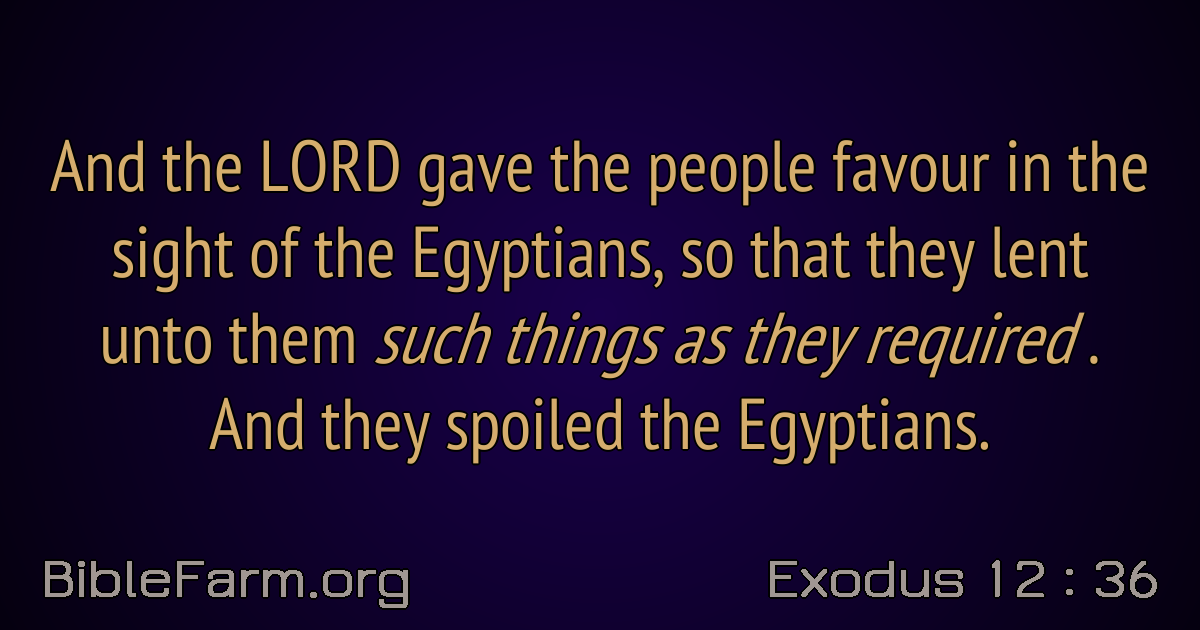 And the LORD gave the people favour in the
sight of the Egyptians, so that they lent
unto them such things as they required .
And they spoiled the Egyptians.
BibleFarm.org
Exodus 12 : 36